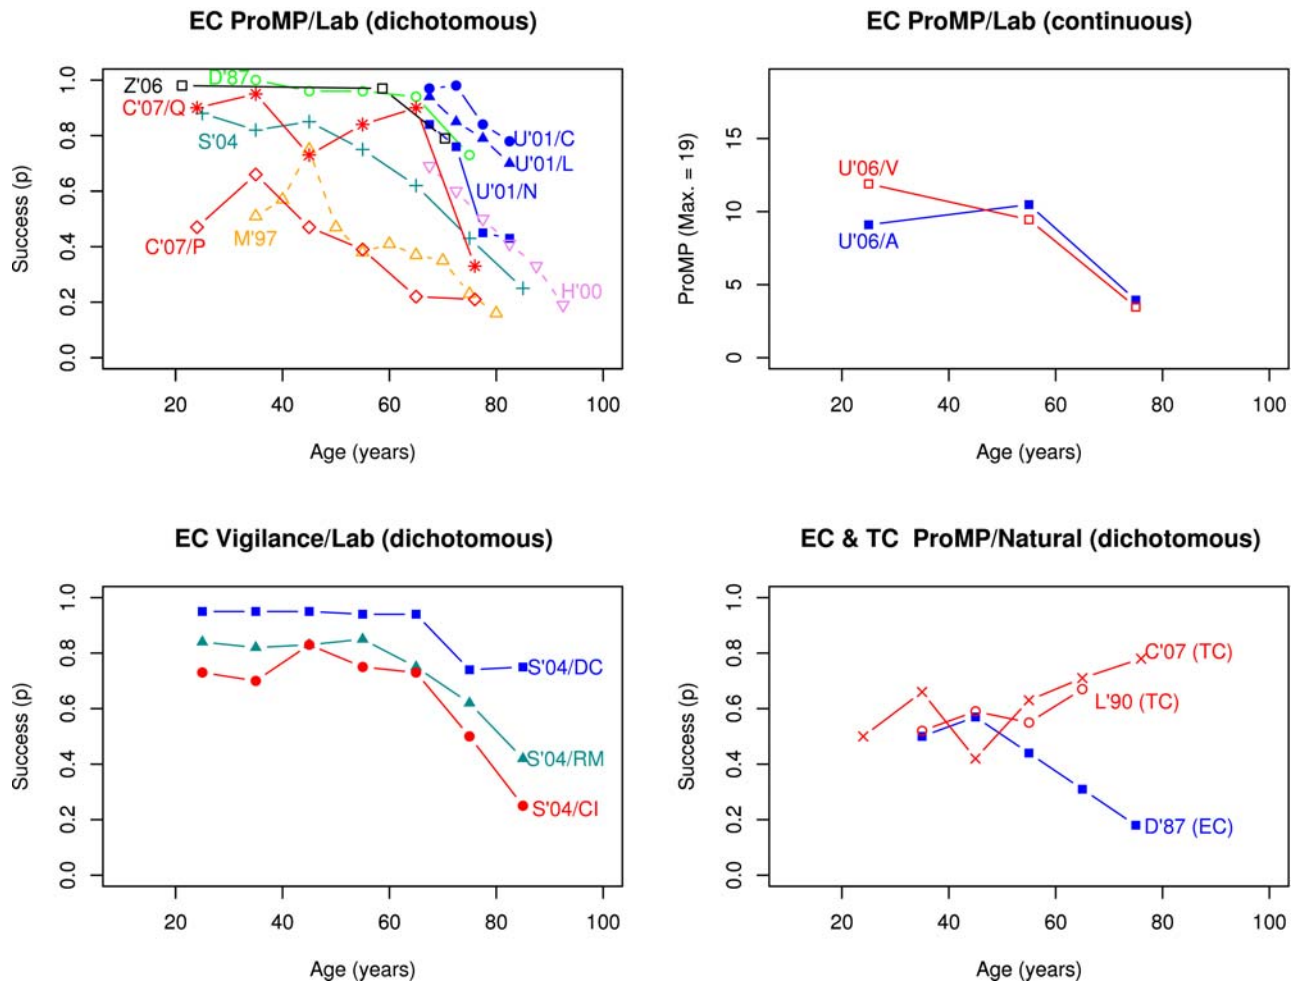 EC ProMP/Lab (dichotomous)
Success (p)
0.0
0.2
0.4
0.6
0.8
1.0
Z'06
D'87
C'07/Q
S'04
C'07/P
M'97
U'01/C
U'01/L
U'01/N
H'00
20 40 60 80 100
Age (years)
EC ProMP/Lab (continuous)
ProMP (Max. = 19)
0
5
10
15
U'06/V
U'06/A
20 40 60 80 100
Age (years)
EC Vigilance/Lab (dichotomous)
Success (p)
0.0
0.2
0.4
0.6
0.8
1.0
S'04/DC
S'04/RM
S'04/CI
20 40 60 80 100
Age (years)
EC & TC ProMP/Natural (dichotomous)
Success (p)
0.0
0.2
0.4
0.6
0.8
1.0
C'07 (TC)
L'90 (TC)
D'87 (EC)
20 40 60 80 100
Age (years)